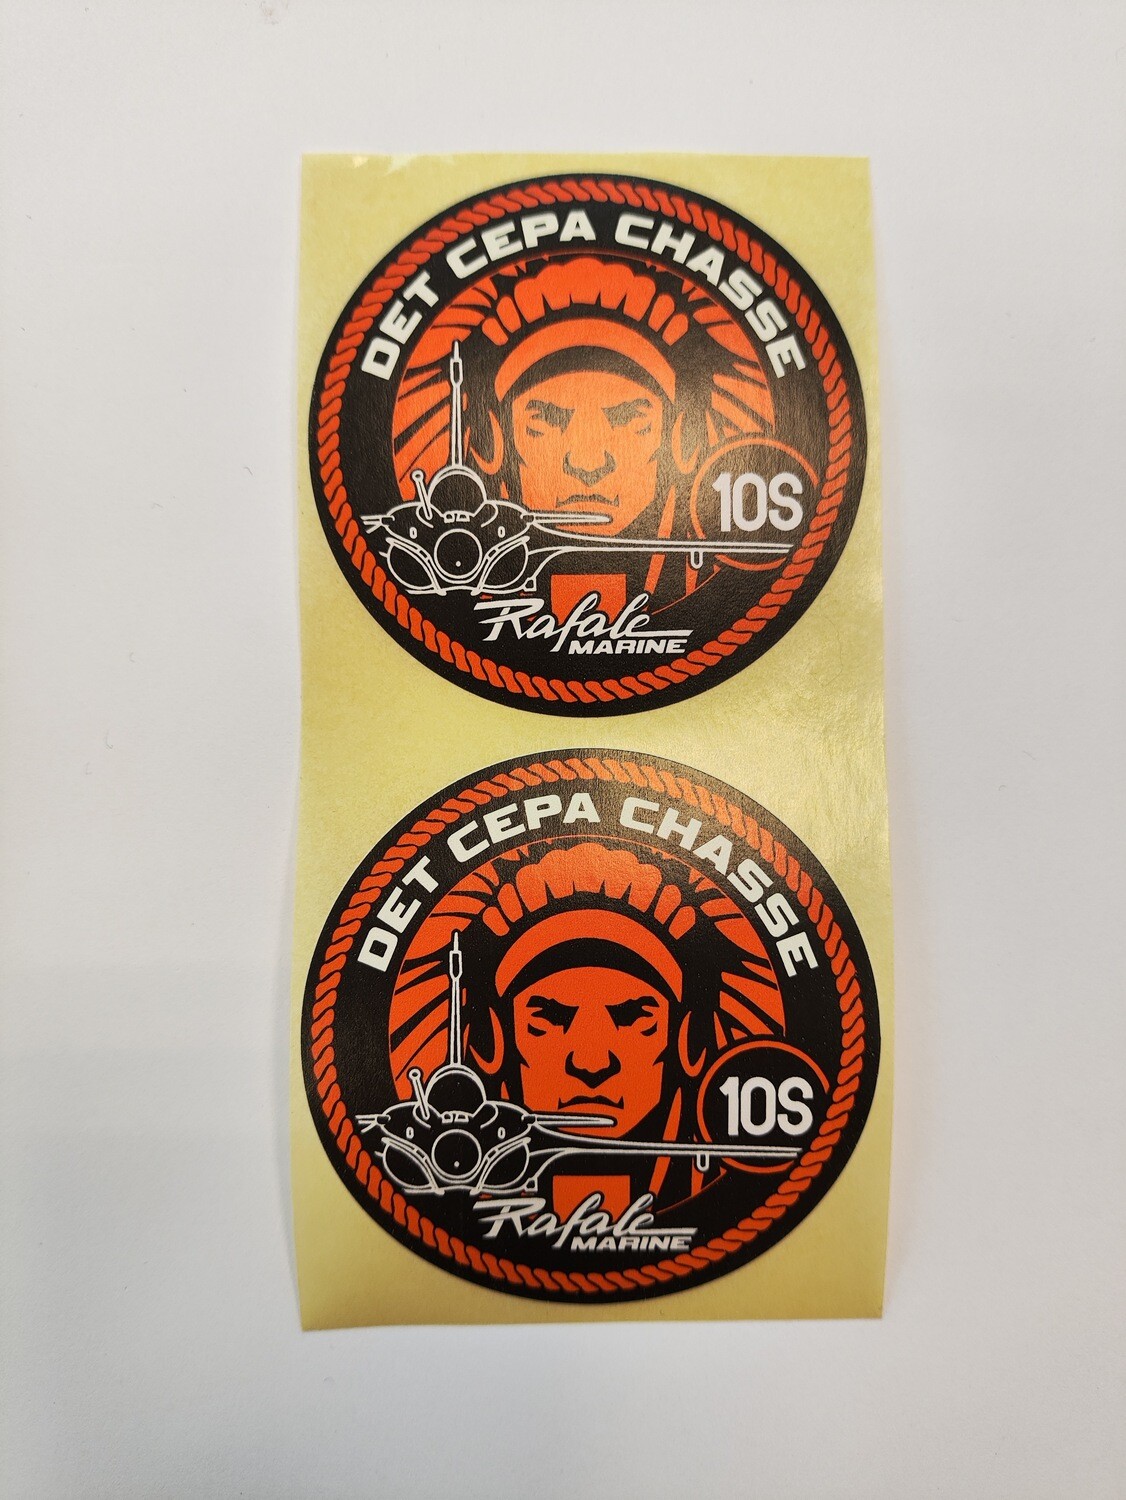 DET CEPA CHASSE
10S
Rafale
MARINE
DET CEPA CHASSE
10S
Rafale
MARINE